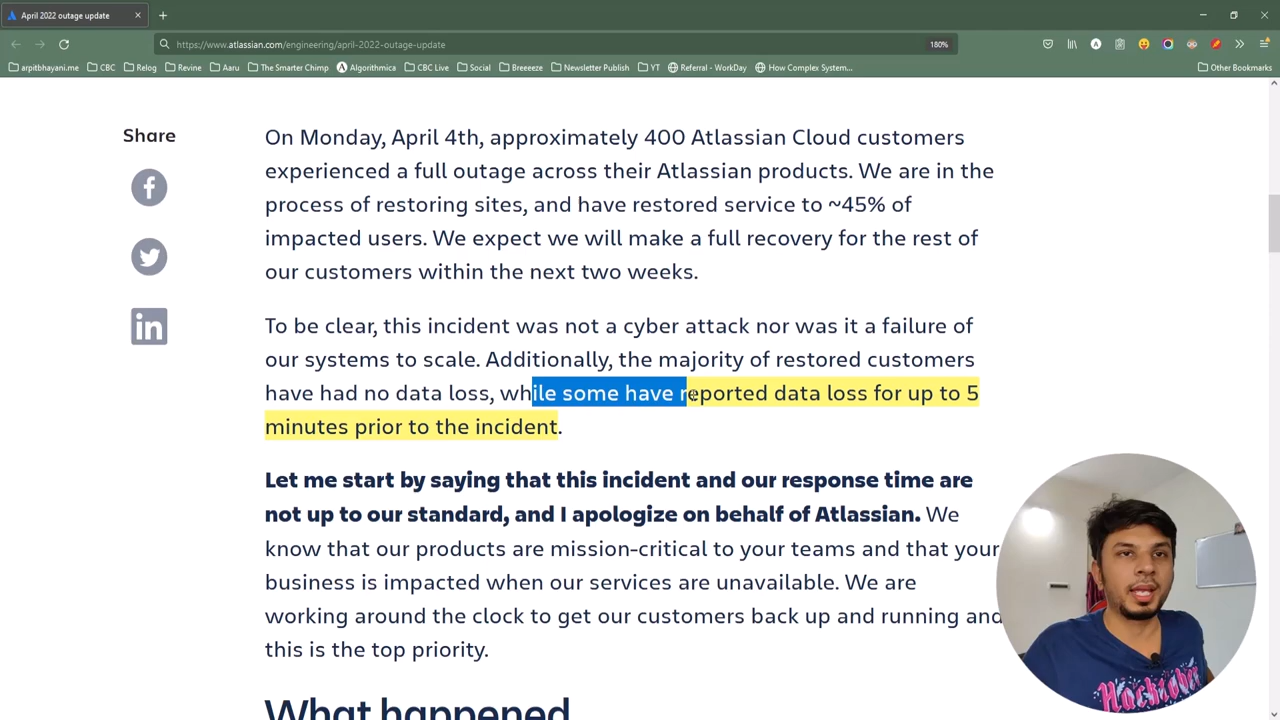 April 2022 outage update
https://www.atlassian.com/engineering/april-2022-outage-update
180%
arpitbhayani.me CBC Relog Revine Aaru The Smarter Chimp Algorithmica CBC Live Social Breeeeze Newsletter Publish YT Referral - WorkDay How Complex System... Other Bookmarks
Share
On Monday, April 4th, approximately 400 Atlassian Cloud customers
experienced a full outage across their Atlassian products. We are in the
process of restoring sites, and have restored service to ~45% of
impacted users. We expect we will make a full recovery for the rest of
our customers within the next two weeks.
To be clear, this incident was not a cyber attack nor was it a failure of
our systems to scale. Additionally, the majority of restored customers
have had no data loss, while some have reported data loss for up to 5
minutes prior to the incident.
Let me start by saying that this incident and our response time are
not up to our standard, and I apologize on behalf of Atlassian. We
know that our products are mission-critical to your teams and that your
business is impacted when our services are unavailable. We are
working around the clock to get our customers back up and running and
this is the top priority.
What happened